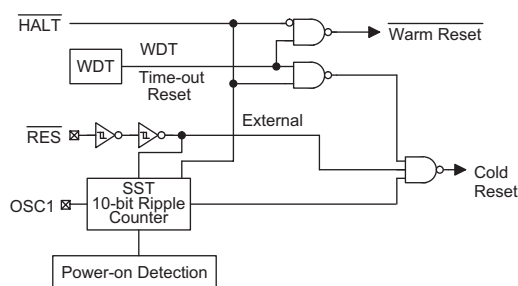 HALT
WDT
Warm Reset
WDT
Time-out
Reset
External
RES
SST
10-bit Ripple
Counter
OSC1
Cold
Reset
Power-on Detection